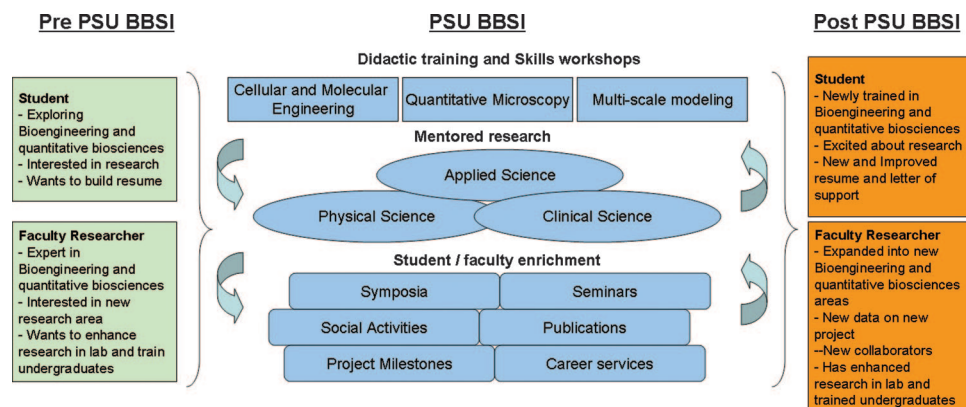 Pre PSU BBSI
PSU BBSI
Post PSU BBSI
Didactic training and Skills workshops
Cellular and Molecular
Engineering
Quantitative Microscopy
Multi-scale modeling
Mentored research
Applied Science
Physical Science
Clinical Science
Student / faculty enrichment
Symposia
Seminars
Social Activities
Publications
Project Milestones
Career services
Student
- Exploring
Bioengineering and
quantitative biosciences
- Interested in research
- Wants to build resume
Faculty Researcher
- Expert in
Bioengineering and
quantitative biosciences
- Interested in new
research area
- Wants to enhance
research in lab and train
undergraduates
Student
- Newly trained in
Bioengineering and
quantitative biosciences
- Excited about research
- New and Improved
resume and letter of
support
Faculty Researcher
- Expanded into new
Bioengineering and
quantitative biosciences
areas
- New data on new
project
--New collaborators
- Has enhanced
research in lab and
trained undergraduates